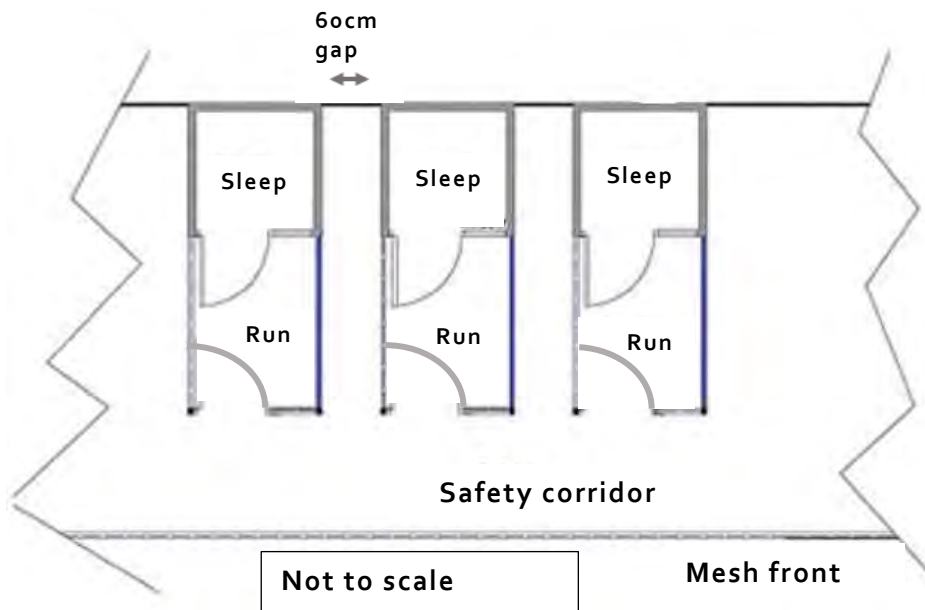 60cm
gap
Sleep
Sleep
Sleep
Run
Run
Run
Safety corridor
Not to scale
Mesh front